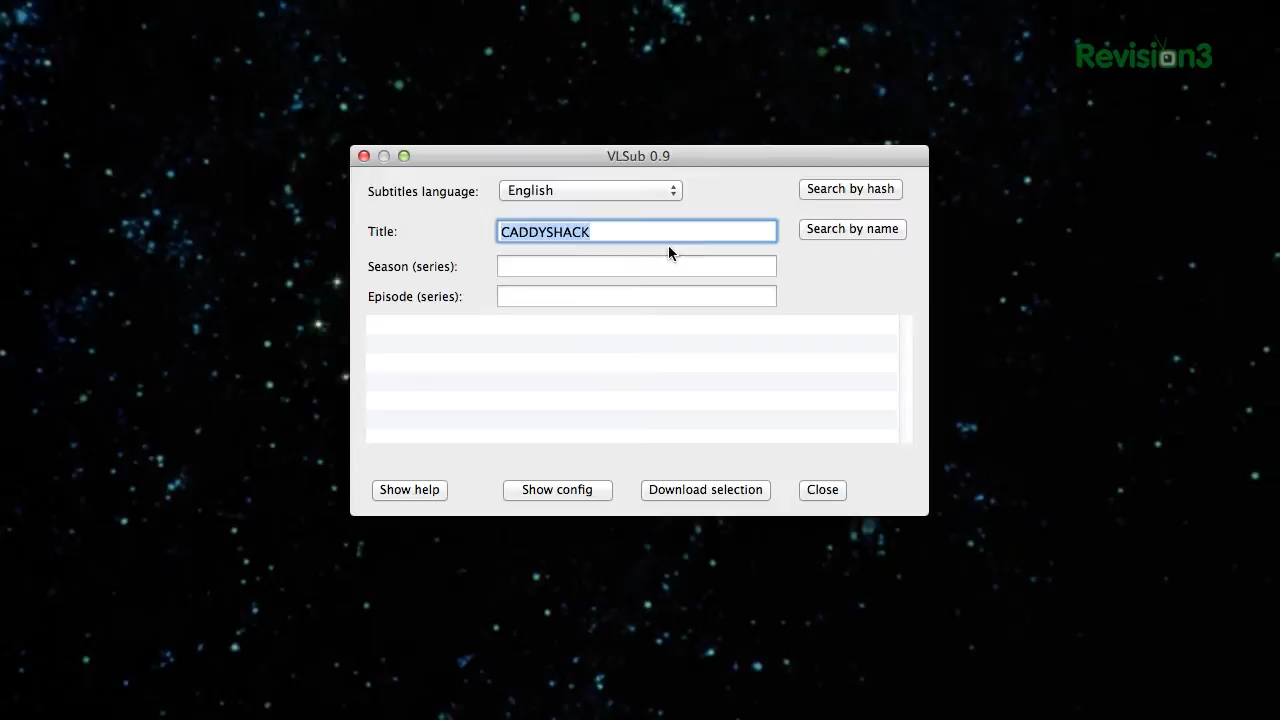 Revision3
VLSub 0.9
Subtitles language: English Search by hash
Title: CADDYSHACK Search by name
Season (series):
Episode (series):
Show help Show config Download selection Close